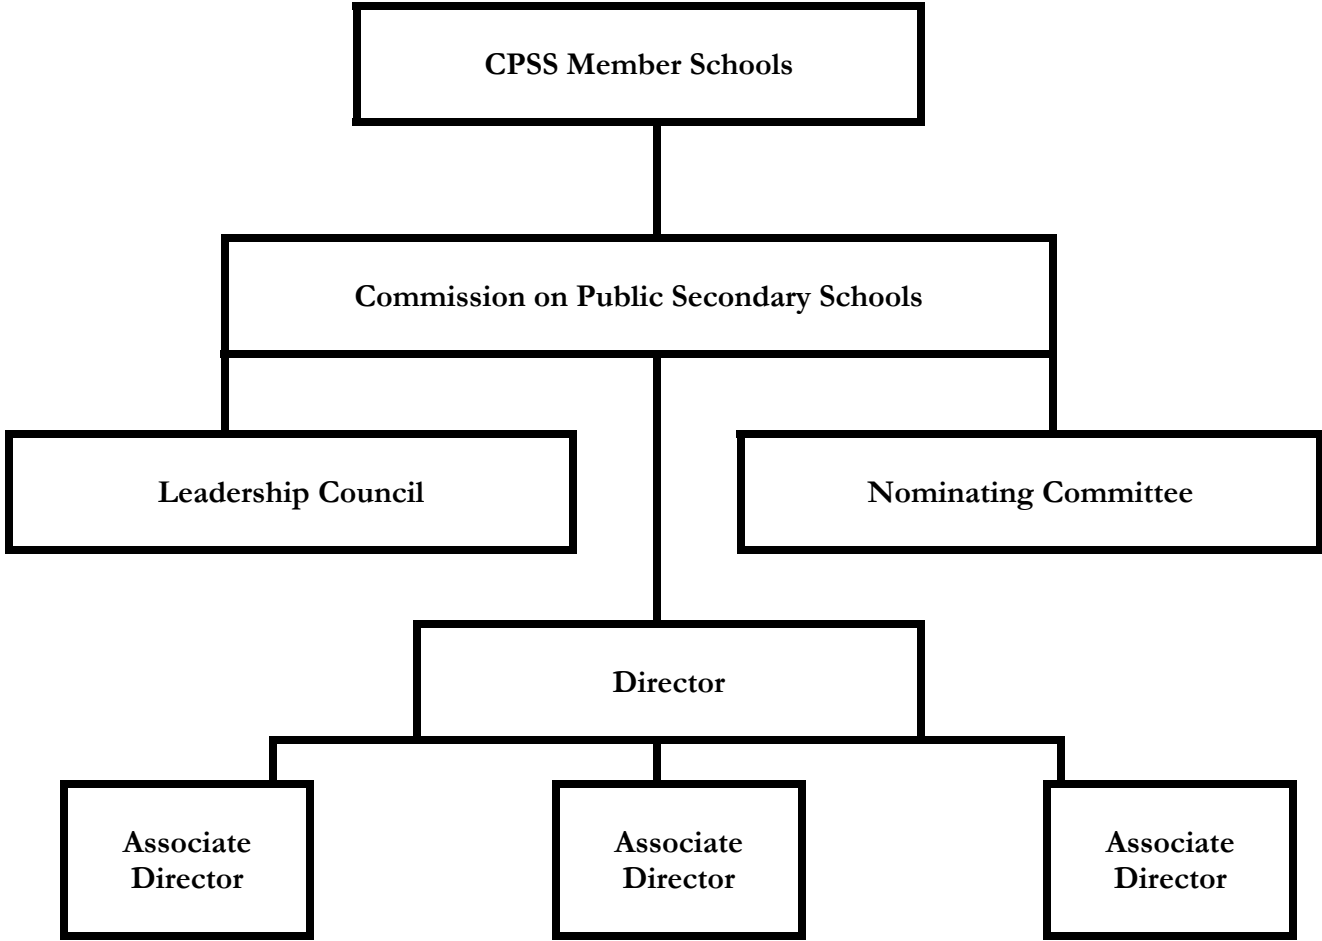 CPSS Member Schools
Commission on Public Secondary Schools
Leadership Council
Nominating Committee
Director
Associate
Director
Associate
Director
Associate
Director